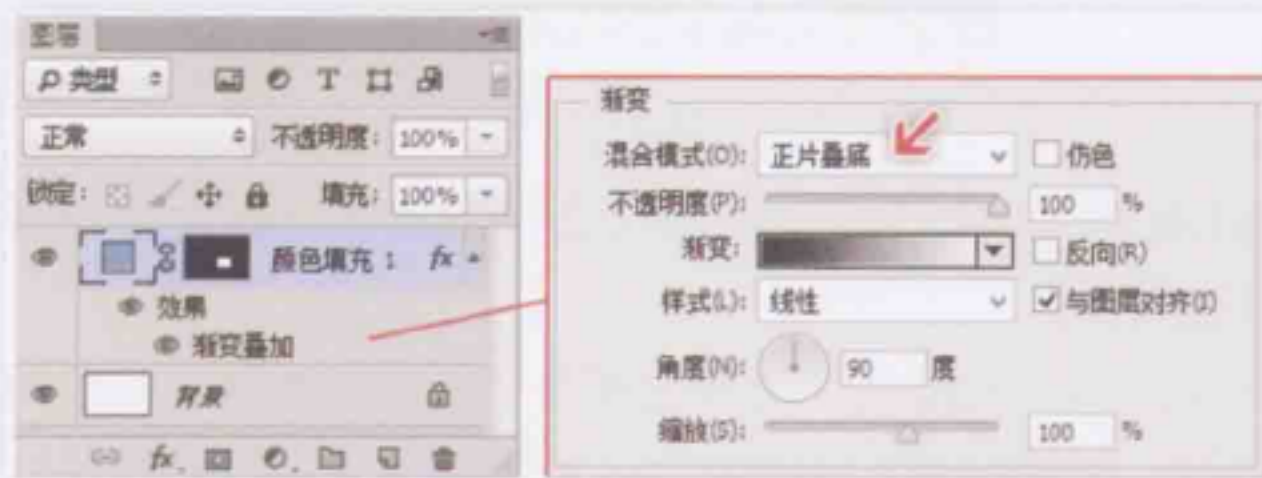 图层
类型
正常 不透明度: 100%
锁定: 填充: 100%
颜色填充 1 fx
效果
渐变叠加
背景
fx
渐变
混合模式(O): 正片叠底 仿色
不透明度(P): 100 %
渐变: 反向(R)
样式(L): 线性 与图层对齐(I)
角度(N): 90 度
缩放(S): 100 %